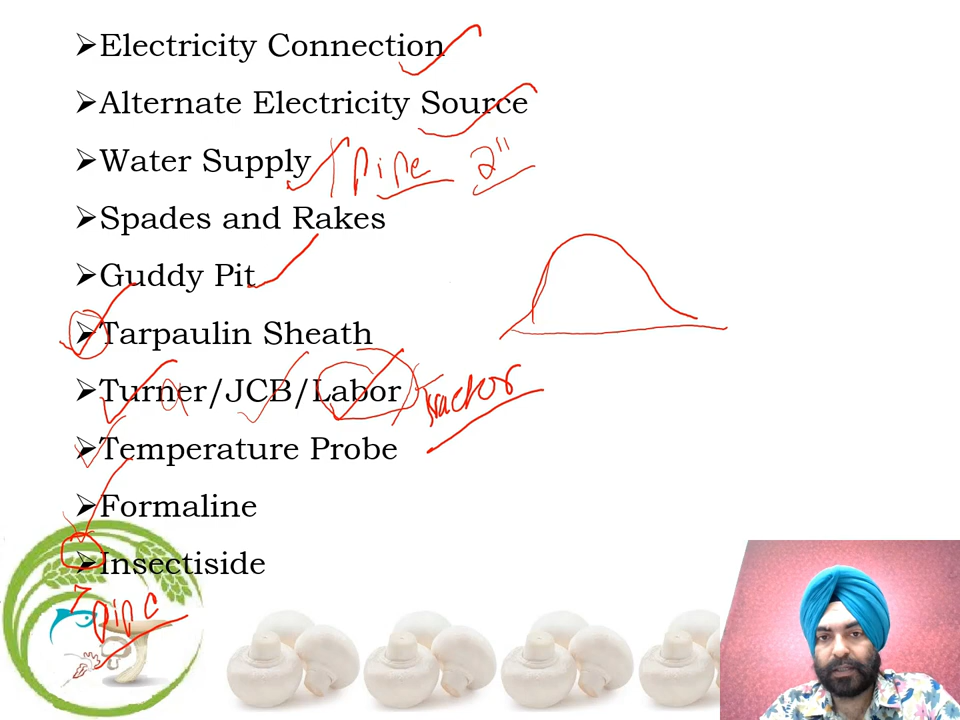 ➢Electricity Connection
➢Alternate Electricity Source
➢Water Supply Pipe 2"
➢Spades and Rakes
➢Guddy Pit
➢Tarpaulin Sheath
➢Turner/JCB/Labor Tractor
➢Temperature Probe
➢Formaline
➢Insectiside